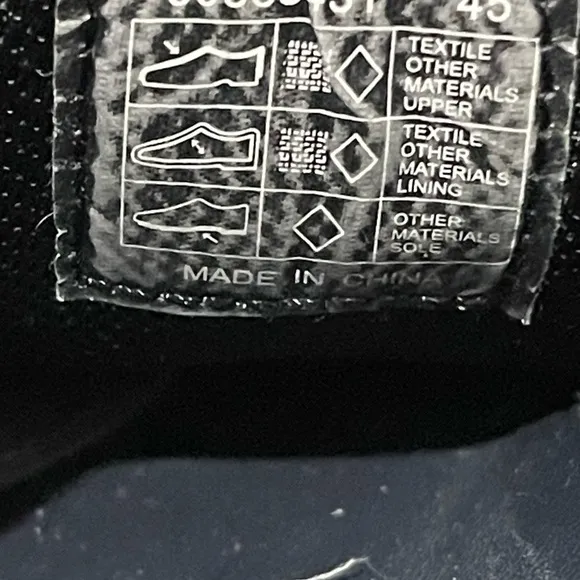 45
TEXTILE
OTHER
MATERIALS
UPPER
TEXTILE
OTHER
MATERIALS
LINING
OTHER
MATERIALS
SOLE
MADE IN CHINA